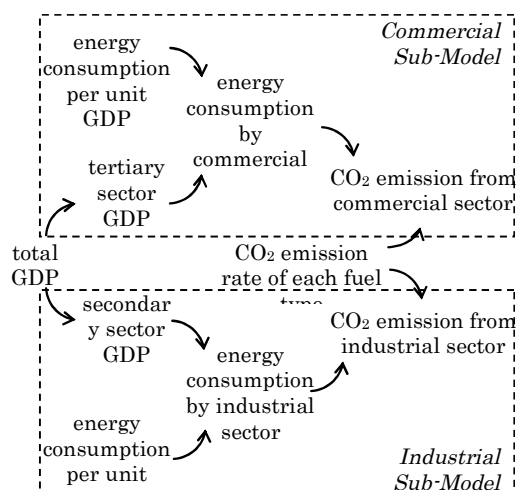 energy
consumption
per unit
GDP
Commercial
Sub-Model
energy
consumption
by
commercial
tertiary
sector
GDP
CO₂ emission from
commercial sector
total
GDP
CO₂ emission
rate of each fuel
type
secondar
y sector
GDP
CO₂ emission from
industrial sector
energy
consumption
by industrial
sector
energy
consumption
per unit
Industrial
Sub-Model